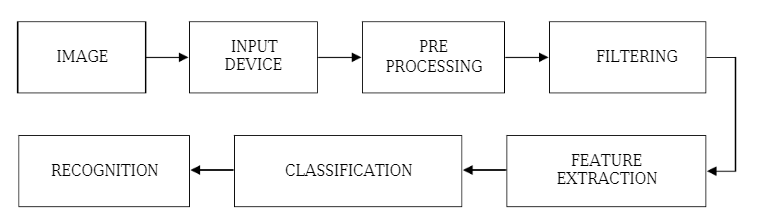 IMAGE
INPUT
DEVICE
PRE
PROCESSING
FILTERING
FEATURE
EXTRACTION
CLASSIFICATION
RECOGNITION